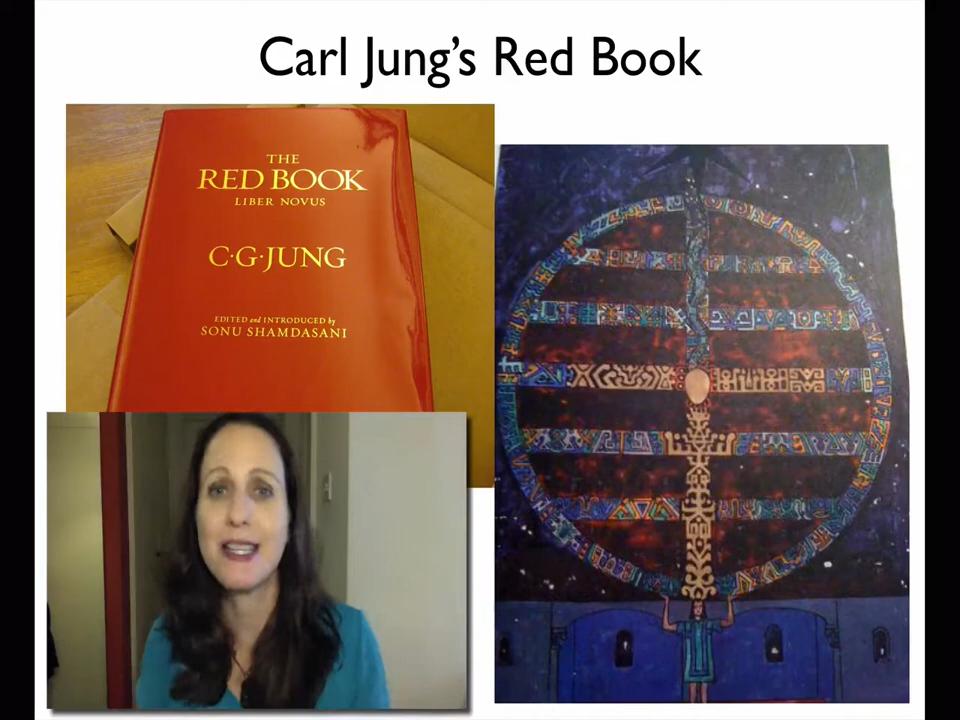 Carl Jung's Red Book
THE
RED BOOK
LIBER NOVUS
C·G·JUNG
EDITED and INTRODUCED by
SONU SHAMDASANI